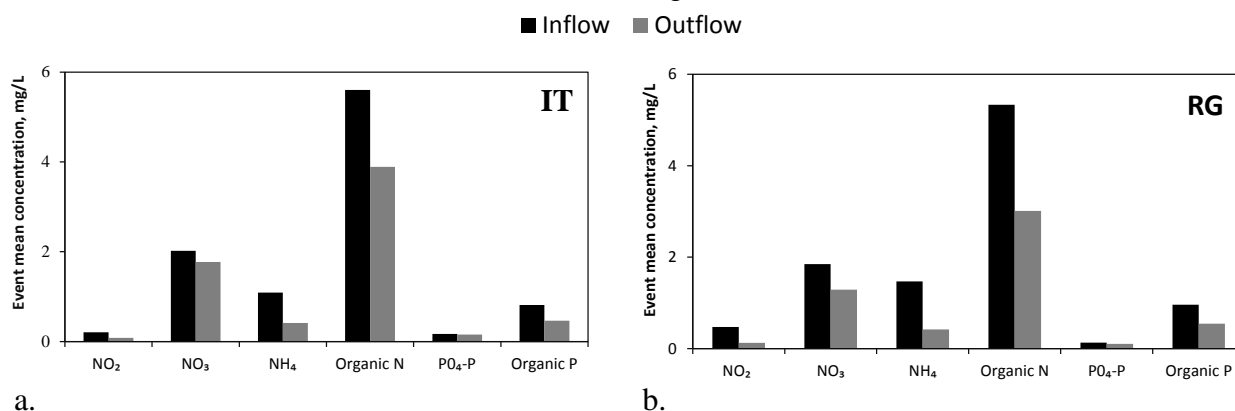 Inflow Outflow
Event mean concentration, mg/L
6
4
2
0
IT
NO₂ NO₃ NH₄ Organic N P0₄-P Organic P
a.
Event mean concentration, mg/L
6
4
2
0
RG
NO₂ NO₃ NH₄ Organic N P0₄-P Organic P
b.